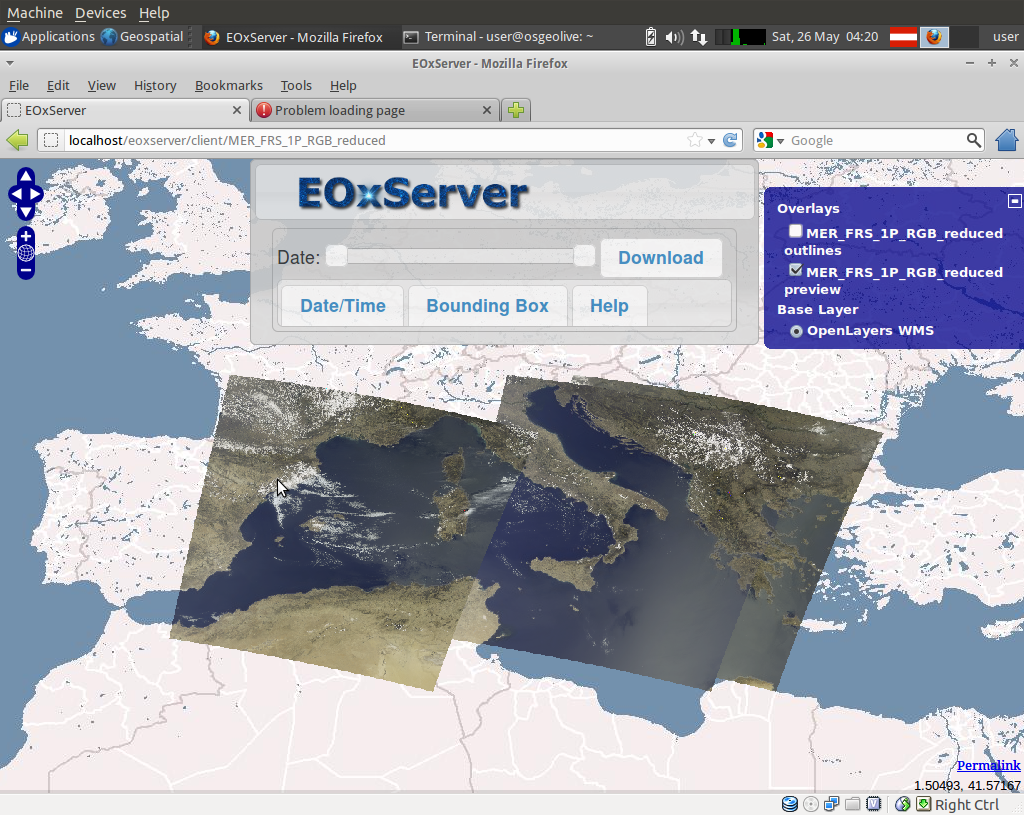 Machine Devices Help
Applications Geospatial EOxServer - Mozilla Firefox Terminal - user@osgeolive: ~ Sat, 26 May 04:20 user
EOxServer - Mozilla Firefox
File Edit View History Bookmarks Tools Help
EOxServer Problem loading page
localhost/eoxserver/client/MER_FRS_1P_RGB_reduced Google
EOxServer
Date: Download
Date/Time Bounding Box Help
Overlays
MER_FRS_1P_RGB_reduced
outlines
MER_FRS_1P_RGB_reduced
preview
Base Layer
OpenLayers WMS
Permalink
1.50493, 41.57167
Right Ctrl